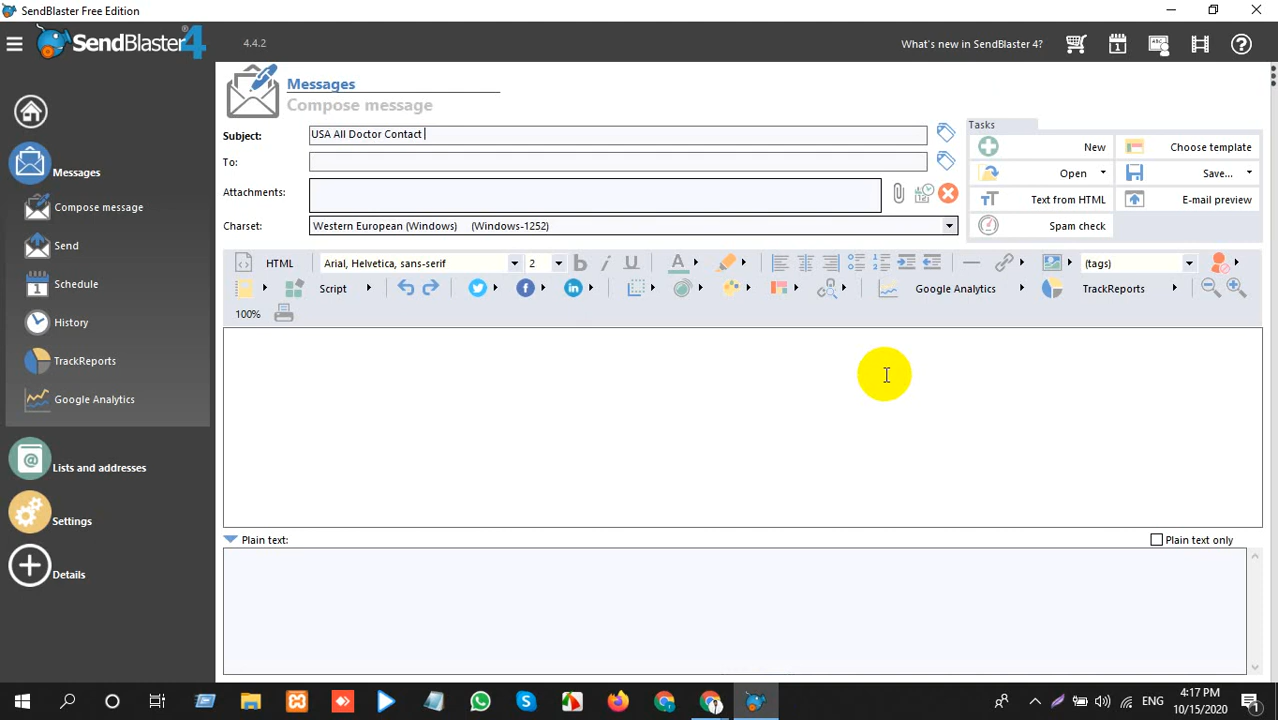 SendBlaster Free Edition
SendBlaster 4
4.4.2
What's new in SendBlaster 4?
Messages
Compose message
Subject:
USA All Doctor Contact
To:
Attachments:
Charset:
Western European (Windows) (Windows-1252)
Tasks
New
Choose template
Open
Save...
Text from HTML
E-mail preview
Spam check
Messages
Compose message
Send
Schedule
History
TrackReports
Google Analytics
Lists and addresses
Settings
Details
HTML
Arial, Helvetica, sans-serif
2
b
i
U
A
(tags)
Script
Google Analytics
TrackReports
100%
Plain text:
Plain text only
ENG
4:17 PM
10/15/2020